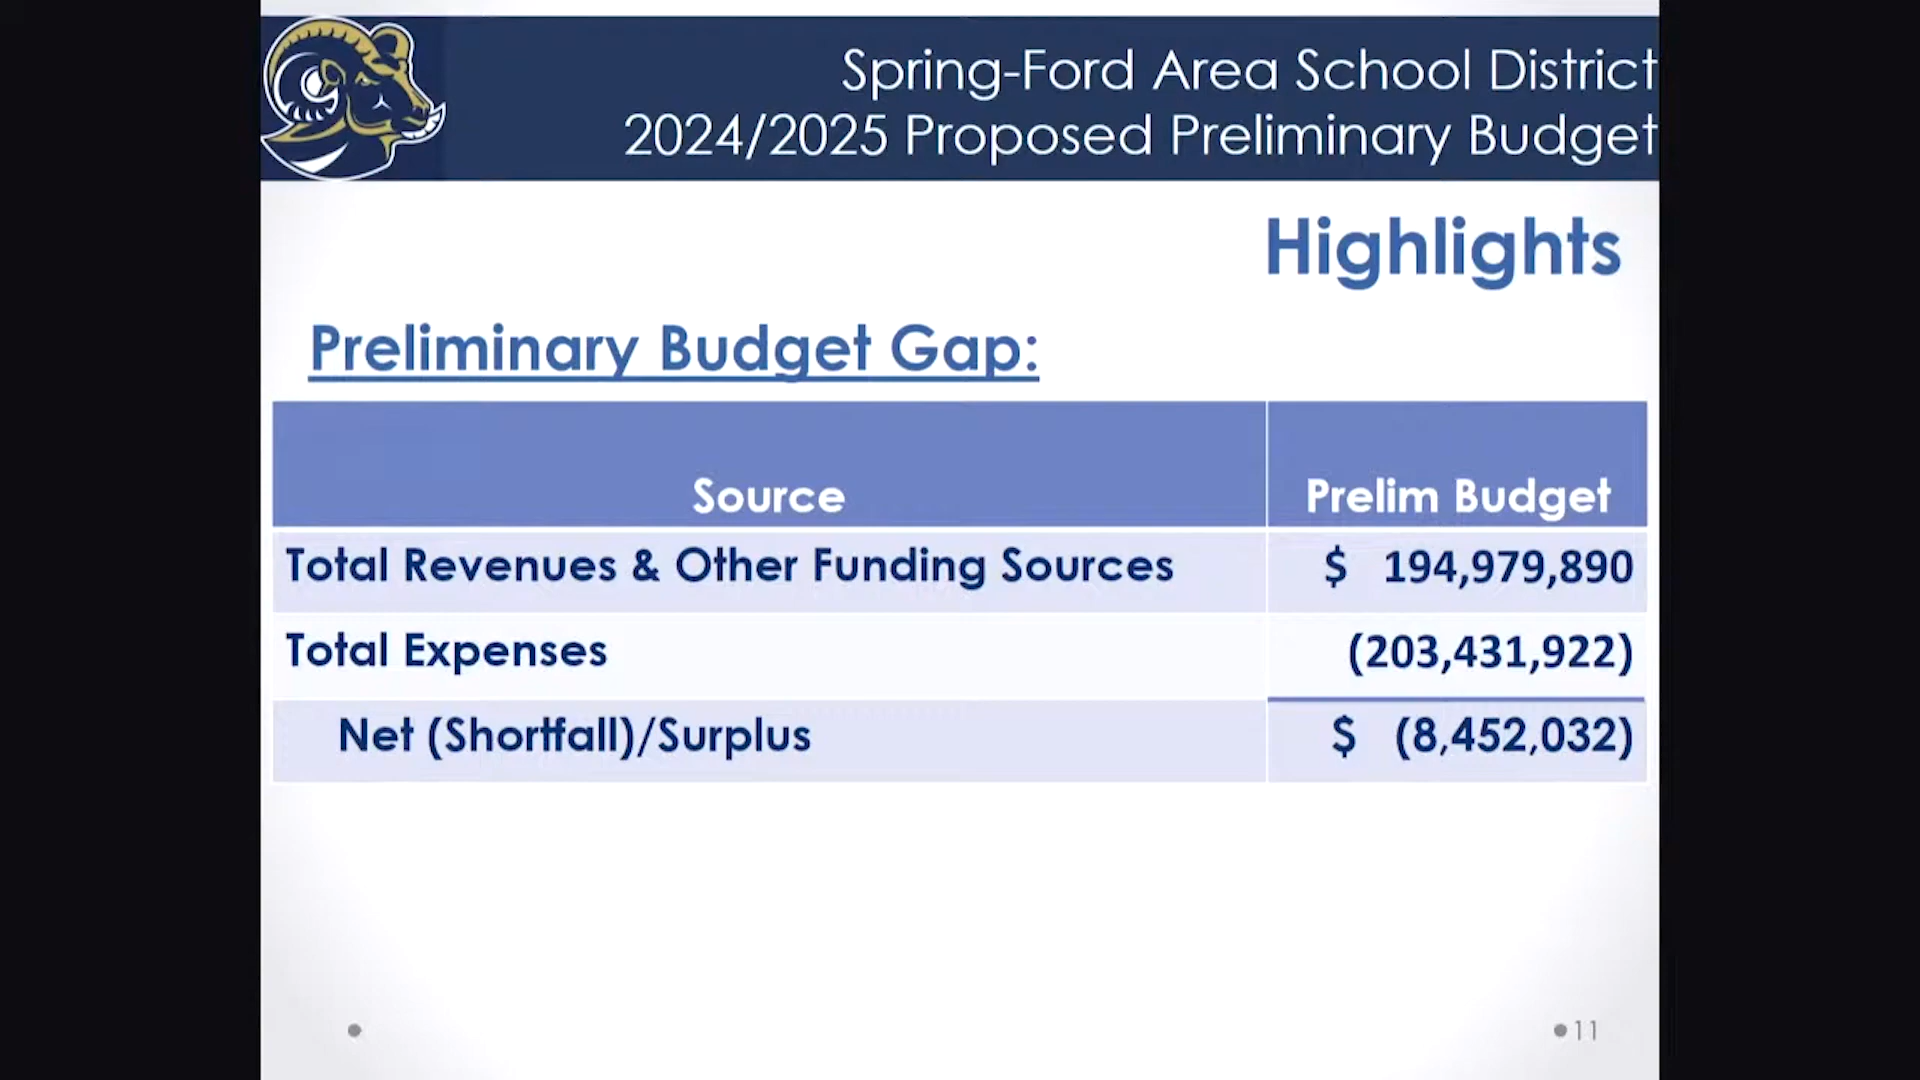 Spring-Ford Area School District
2024/2025 Proposed Preliminary Budget
Highlights
Preliminary Budget Gap:
Source Prelim Budget
Total Revenues & Other Funding Sources $ 194,979,890
Total Expenses (203,431,922)
Net (Shortfall)/Surplus $ (8,452,032)
11